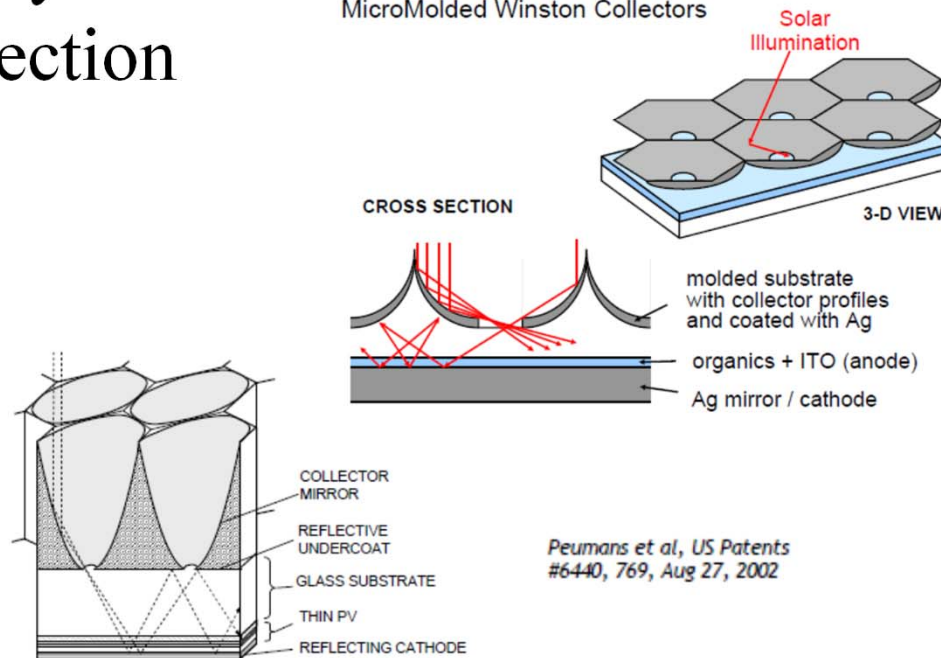 ection
MicroMolded Winston Collectors
Solar
Illumination
CROSS SECTION
3-D VIEW
molded substrate
with collector profiles
and coated with Ag
organics + ITO (anode)
Ag mirror / cathode
COLLECTOR
MIRROR
REFLECTIVE
UNDERCOAT
GLASS SUBSTRATE
THIN PV
REFLECTING CATHODE
Peumans et al, US Patents
#6440, 769, Aug 27, 2002